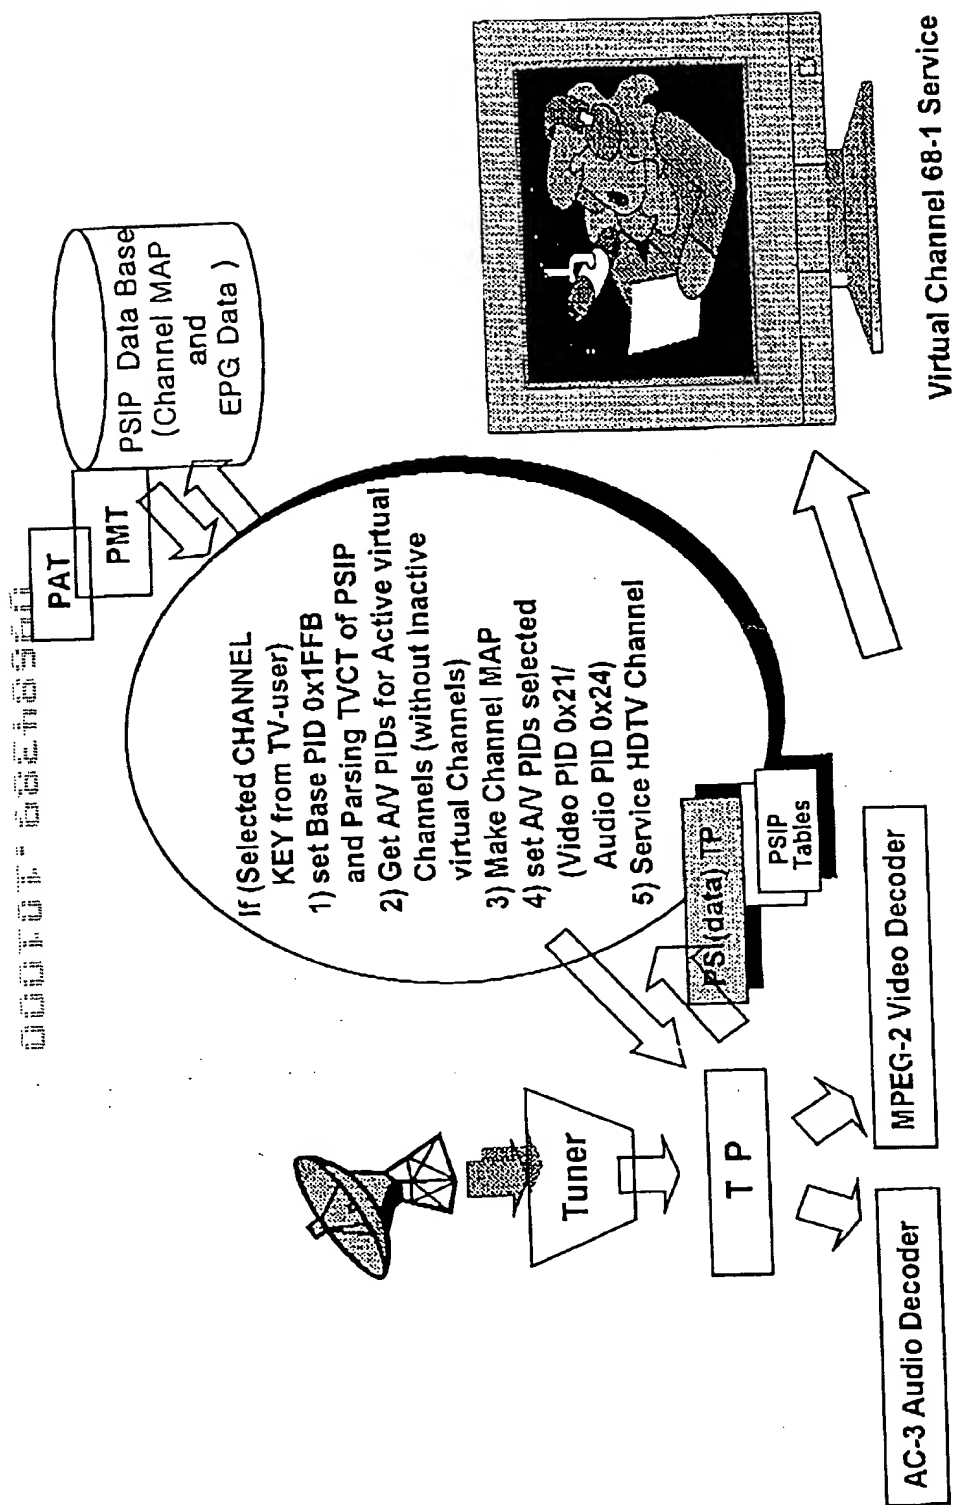 PAT
PMT
PSIP Data Base
(Channel MAP
and
EPG Data )
If (Selected CHANNEL
KEY from TV-user)
1) set Base PID 0x1FFB
and Parsing TVCT of PSIP
2) Get A/V PIDs for Active virtual
Channels (without Inactive
virtual Channels)
3) Make Channel MAP
4) set A/V PIDs selected
(Video PID 0x21/
Audio PID 0x24)
5) Service HDTV Channel
PSI(data) TP
PSIP
Tables
Tuner
T P
AC-3 Audio Decoder
MPEG-2 Video Decoder
Virtual Channel 68-1 Service